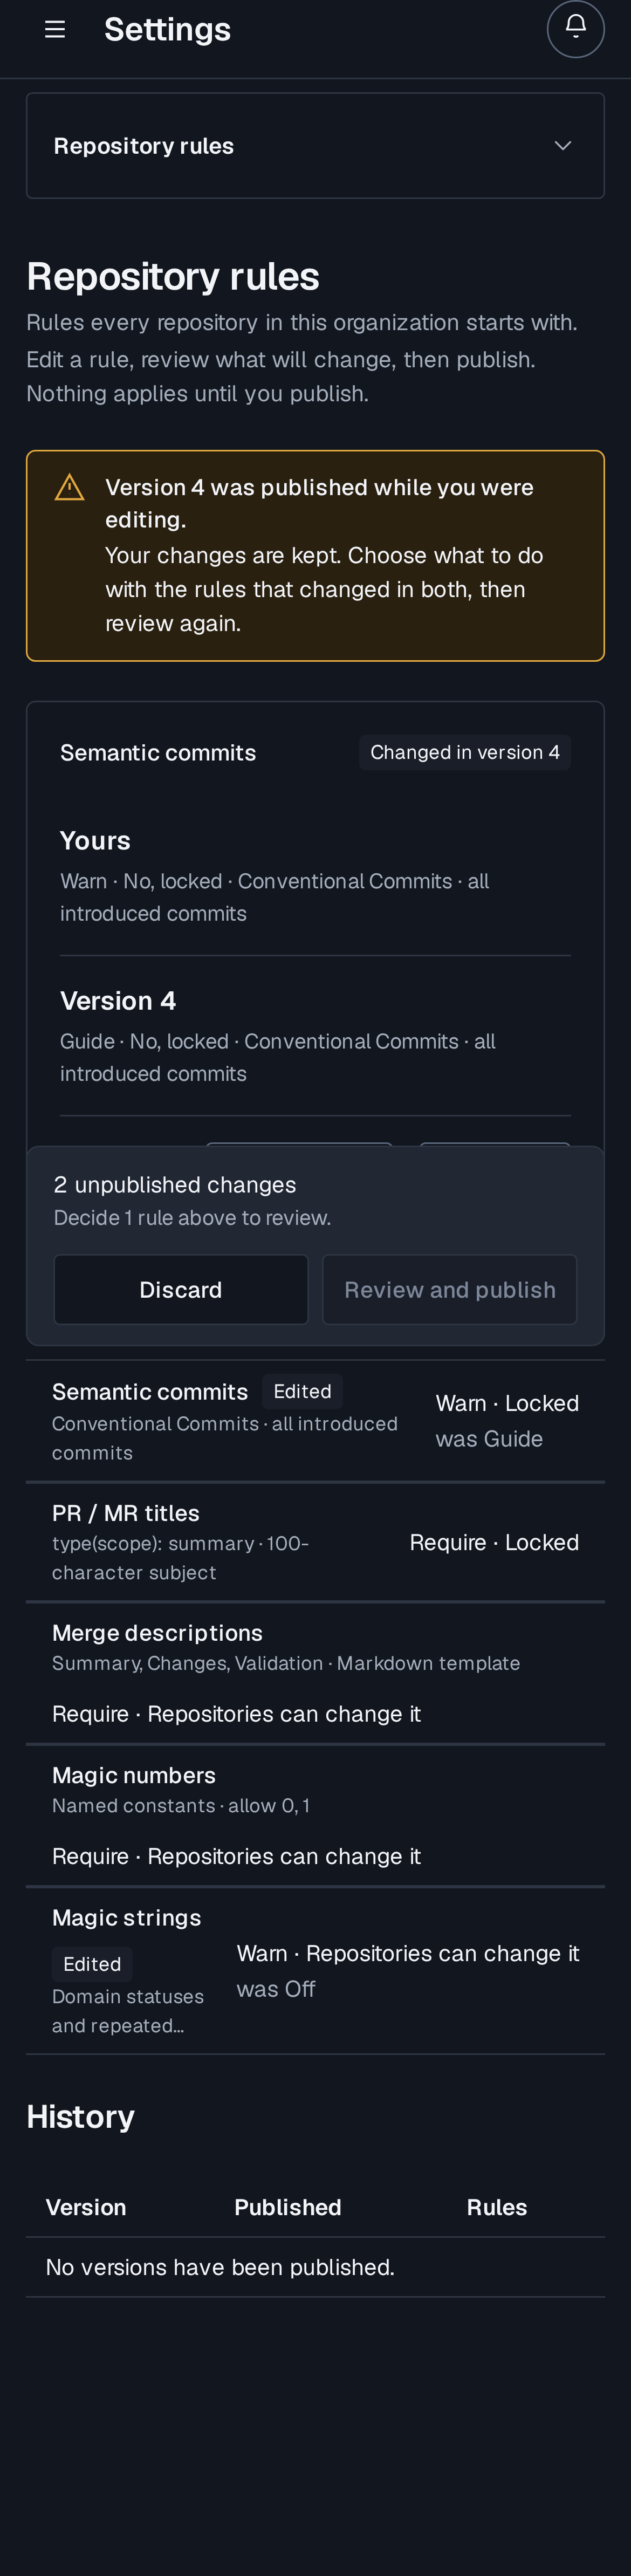 Settings
Repository rules
Repository rules
Rules every repository in this organization starts with.
Edit a rule, review what will change, then publish.
Nothing applies until you publish.
Version 4 was published while you were
editing.
Your changes are kept. Choose what to do
with the rules that changed in both, then
review again.
Semantic commits
Changed in version 4
Yours
Warn · No, locked · Conventional Commits · all
introduced commits
Version 4
Guide · No, locked · Conventional Commits · all
introduced commits
2 unpublished changes
Decide 1 rule above to review.
Discard
Review and publish
Semantic commits
Edited
Conventional Commits · all introduced
commits
Warn · Locked
was Guide
PR / MR titles
type(scope): summary · 100-
character subject
Require · Locked
Merge descriptions
Summary, Changes, Validation · Markdown template
Require · Repositories can change it
Magic numbers
Named constants · allow 0, 1
Require · Repositories can change it
Magic strings
Edited
Domain statuses
and repeated…
Warn · Repositories can change it
was Off
History
Version Published Rules
No versions have been published.